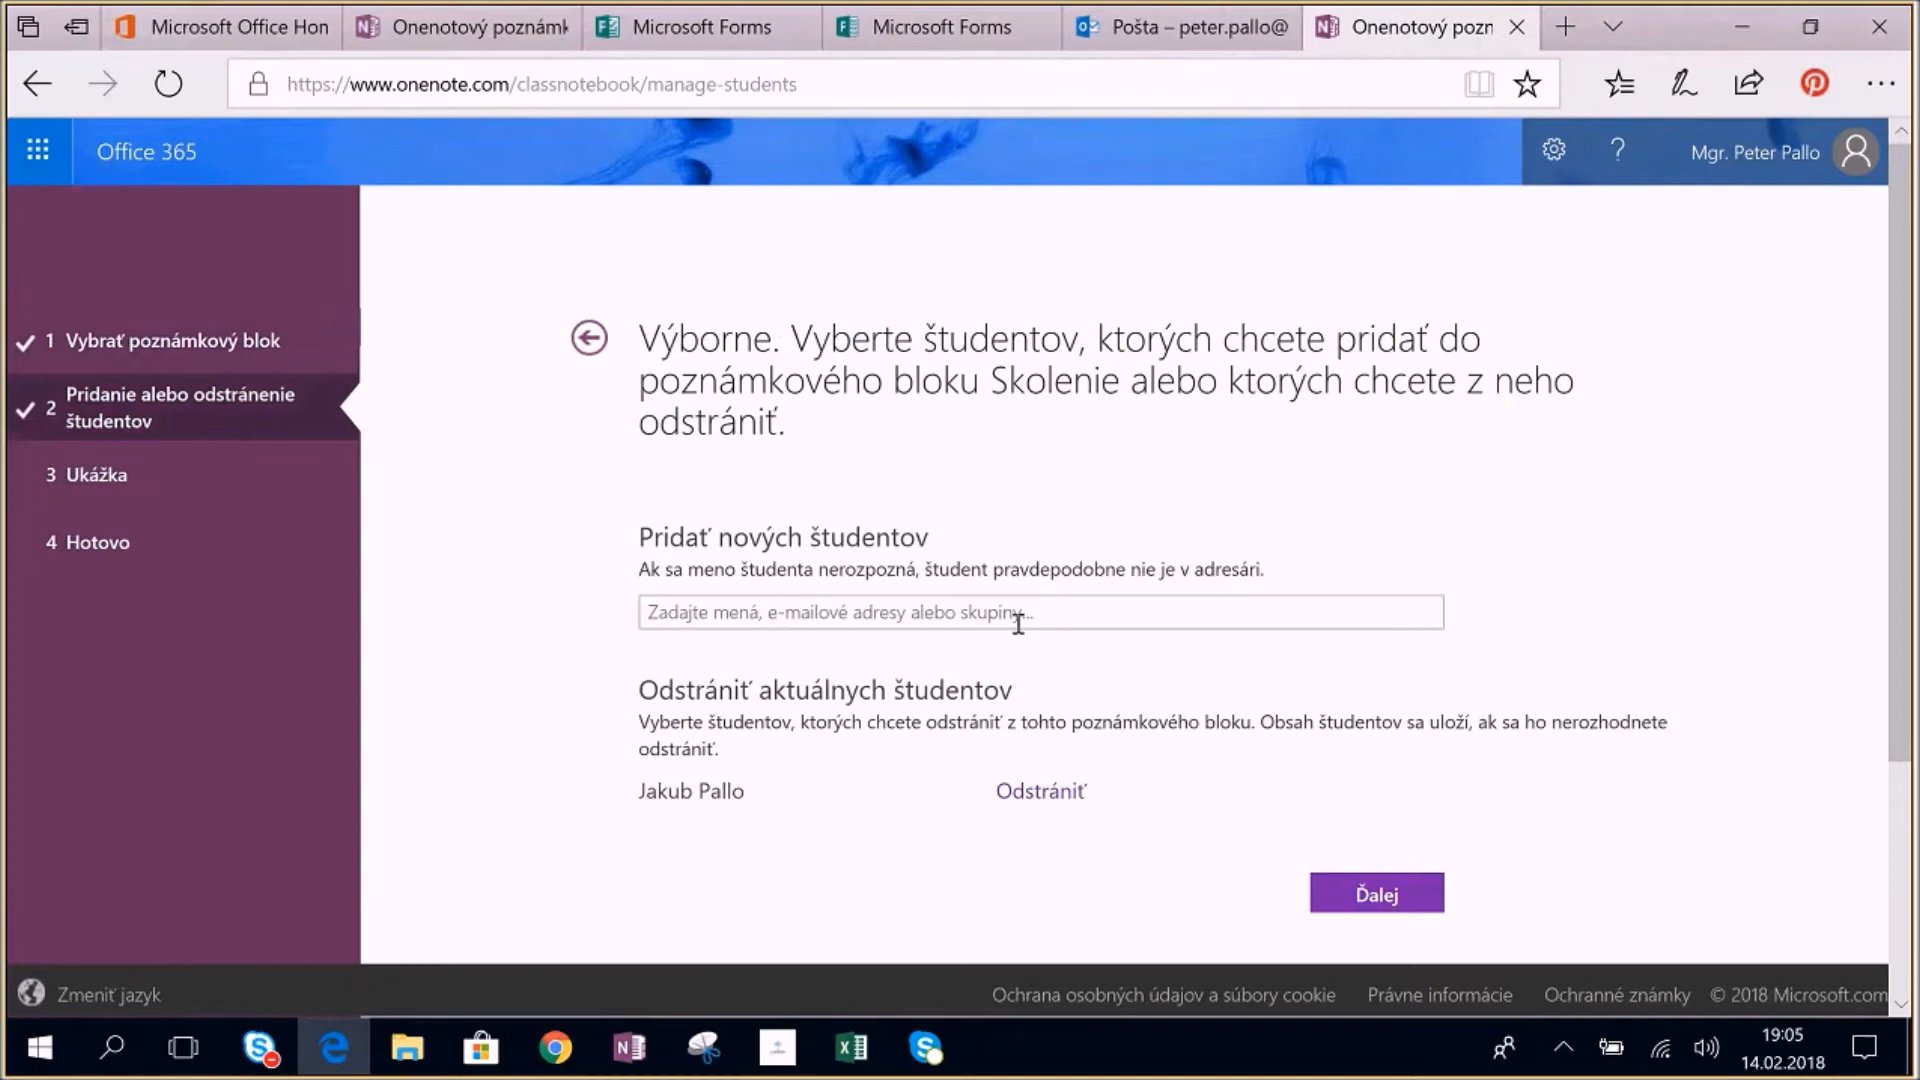 Microsoft Office Hon
Onenotový poznámk
Microsoft Forms
Microsoft Forms
Pošta – peter.pallo@
Onenotový pozn
https://www.onenote.com/classnotebook/manage-students
Office 365
?
Mgr. Peter Pallo
1 Vybrať poznámkový blok
2 Pridanie alebo odstránenie
študentov
3 Ukážka
4 Hotovo
Výborne. Vyberte študentov, ktorých chcete pridať do
poznámkového bloku Skolenie alebo ktorých chcete z neho
odstrániť.
Pridať nových študentov
Ak sa meno študenta nerozpozná, študent pravdepodobne nie je v adresári.
Zadajte mená, e-mailové adresy alebo skupiny...
Odstrániť aktuálnych študentov
Vyberte študentov, ktorých chcete odstrániť z tohto poznámkového bloku. Obsah študentov sa uloží, ak sa ho nerozhodnete
odstrániť.
Jakub Pallo
Odstrániť
Ďalej
Zmeniť jazyk
Ochrana osobných údajov a súbory cookie
Právne informácie
Ochranné známky
© 2018 Microsoft.com
19:05
14.02.2018